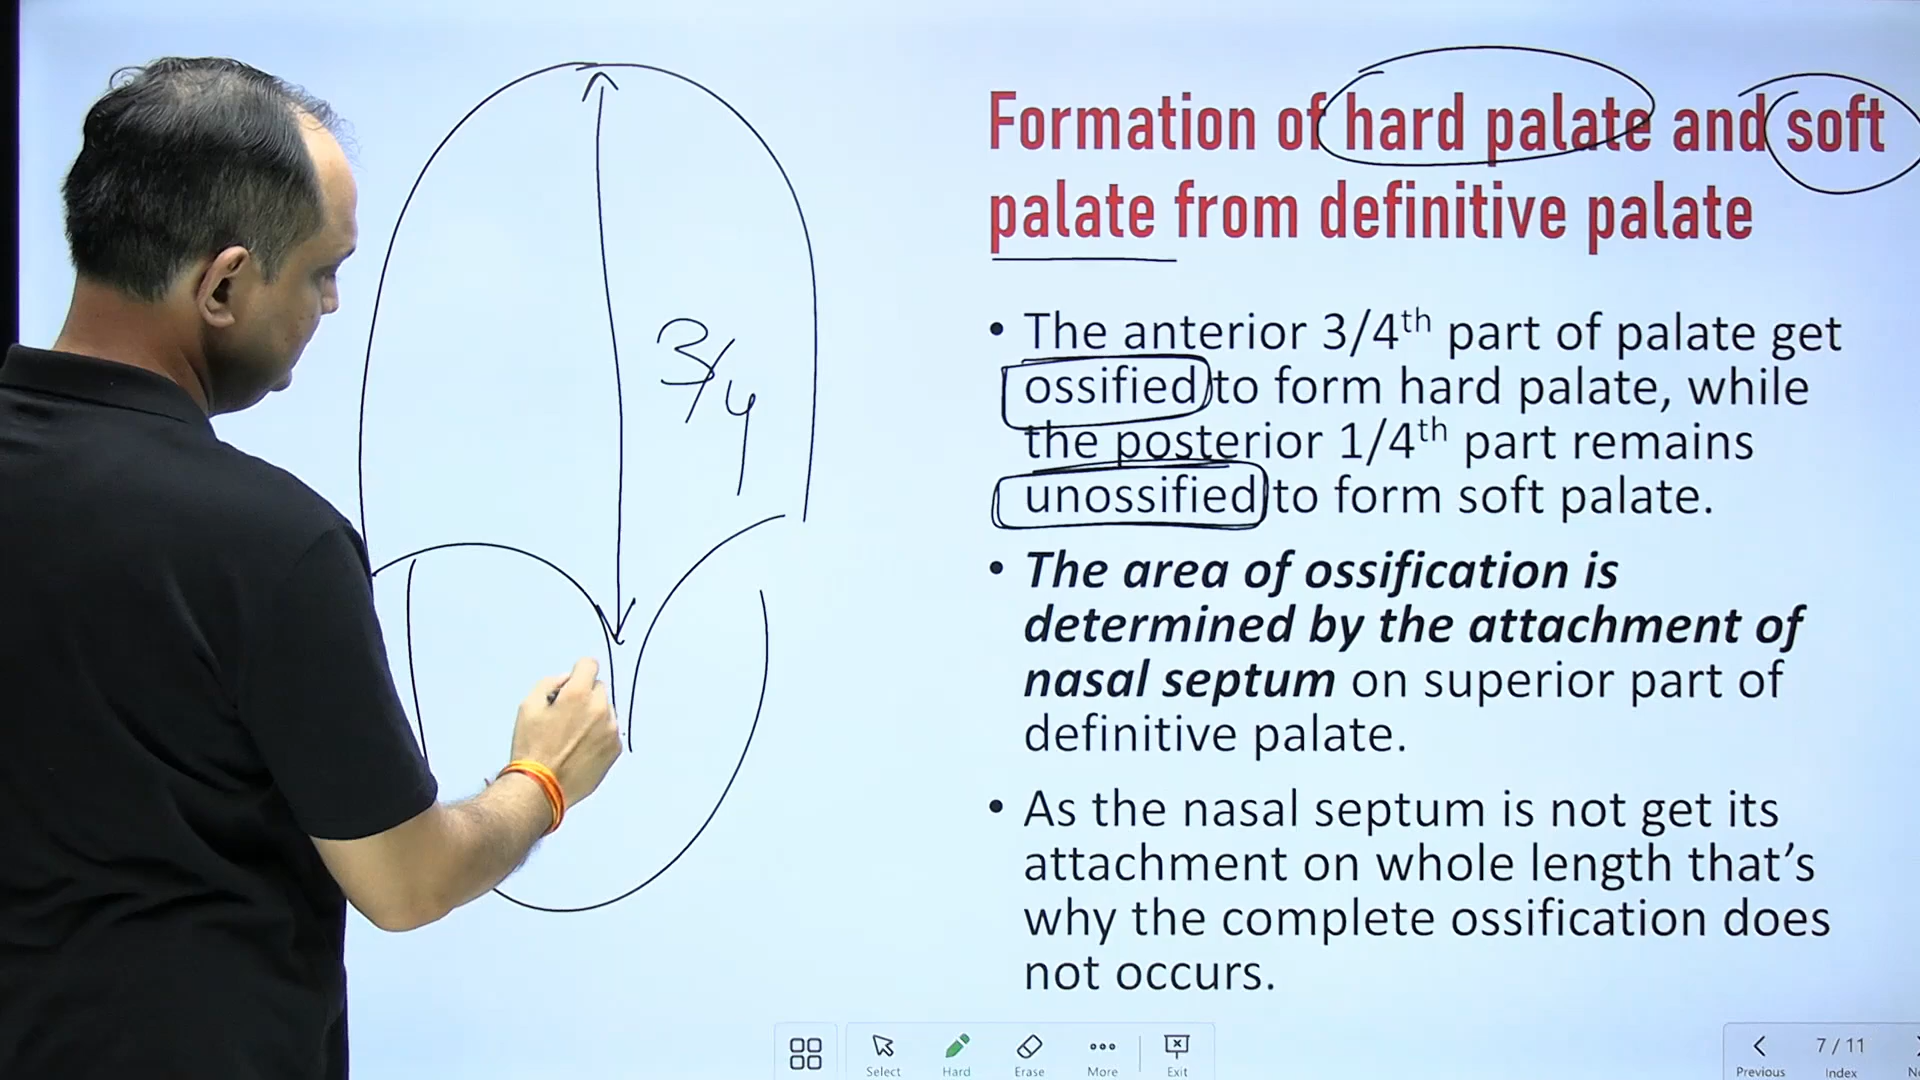 Formation of hard palate and soft
palate from definitive palate
3/4
• The anterior 3/4th part of palate get
ossified to form hard palate, while
the posterior 1/4th part remains
unossified to form soft palate.
• The area of ossification is
determined by the attachment of
nasal septum on superior part of
definitive palate.
• As the nasal septum is not get its
attachment on whole length that’s
why the complete ossification does
not occurs.
Select Hard Erase More Exit
7 / 11
Previous Index